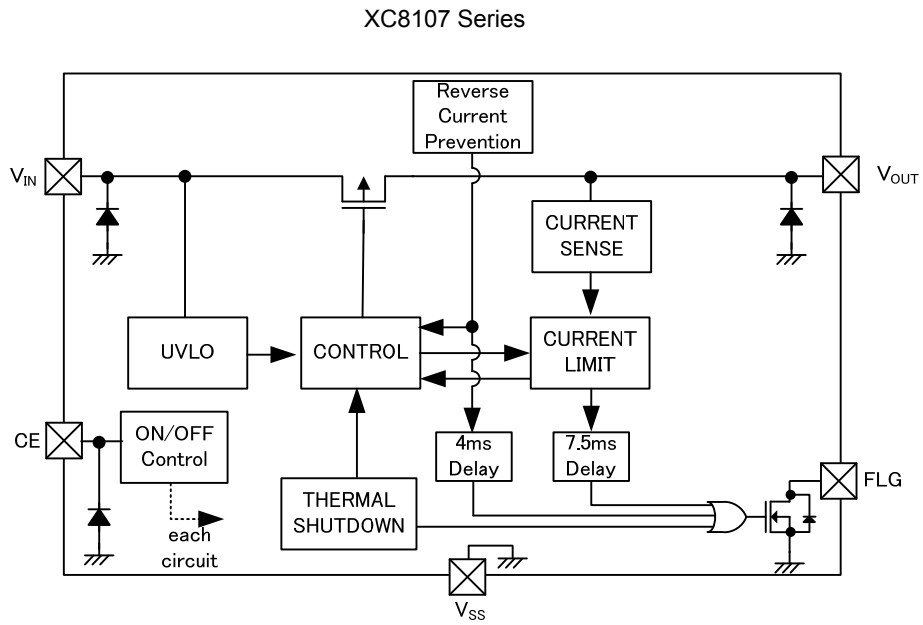 XC8107 Series
Reverse
Current
Prevention
VIN
VOUT
CURRENT
SENSE
UVLO
CONTROL
CURRENT
LIMIT
CE
ON/OFF
Control
4ms
Delay
7.5ms
Delay
FLG
THERMAL
SHUTDOWN
each
circuit
VSS